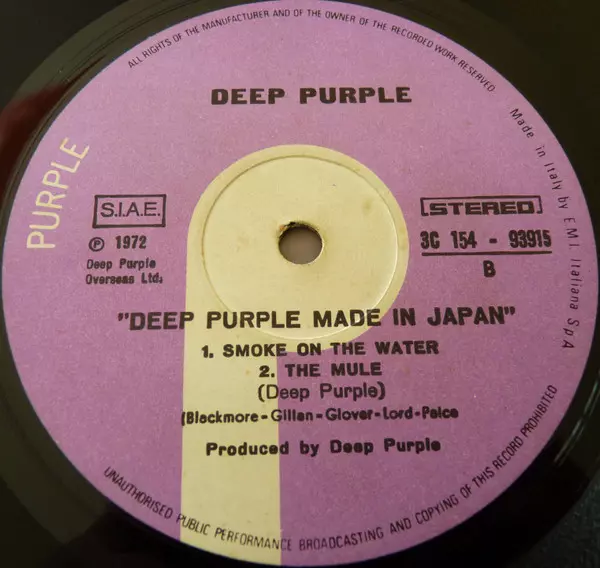 ALL RIGHTS OF THE MANUFACTURER AND OF THE OWNER OF THE RECORDED WORK RESERVED
DEEP PURPLE
PURPLE
Made in Italy by E.M.I. Italiana SpA
S.I.A.E.
STEREO
℗ 1972
3C 154 - 93915
Deep Purple
Overseas Ltd.
B
"DEEP PURPLE MADE IN JAPAN"
1. SMOKE ON THE WATER
2. THE MULE
(Deep Purple)
(Blackmore - Gillan - Glover - Lord - Paice
Produced by Deep Purple
UNAUTHORISED PUBLIC PERFORMANCE BROADCASTING AND COPYING OF THIS RECORD PROHIBITED